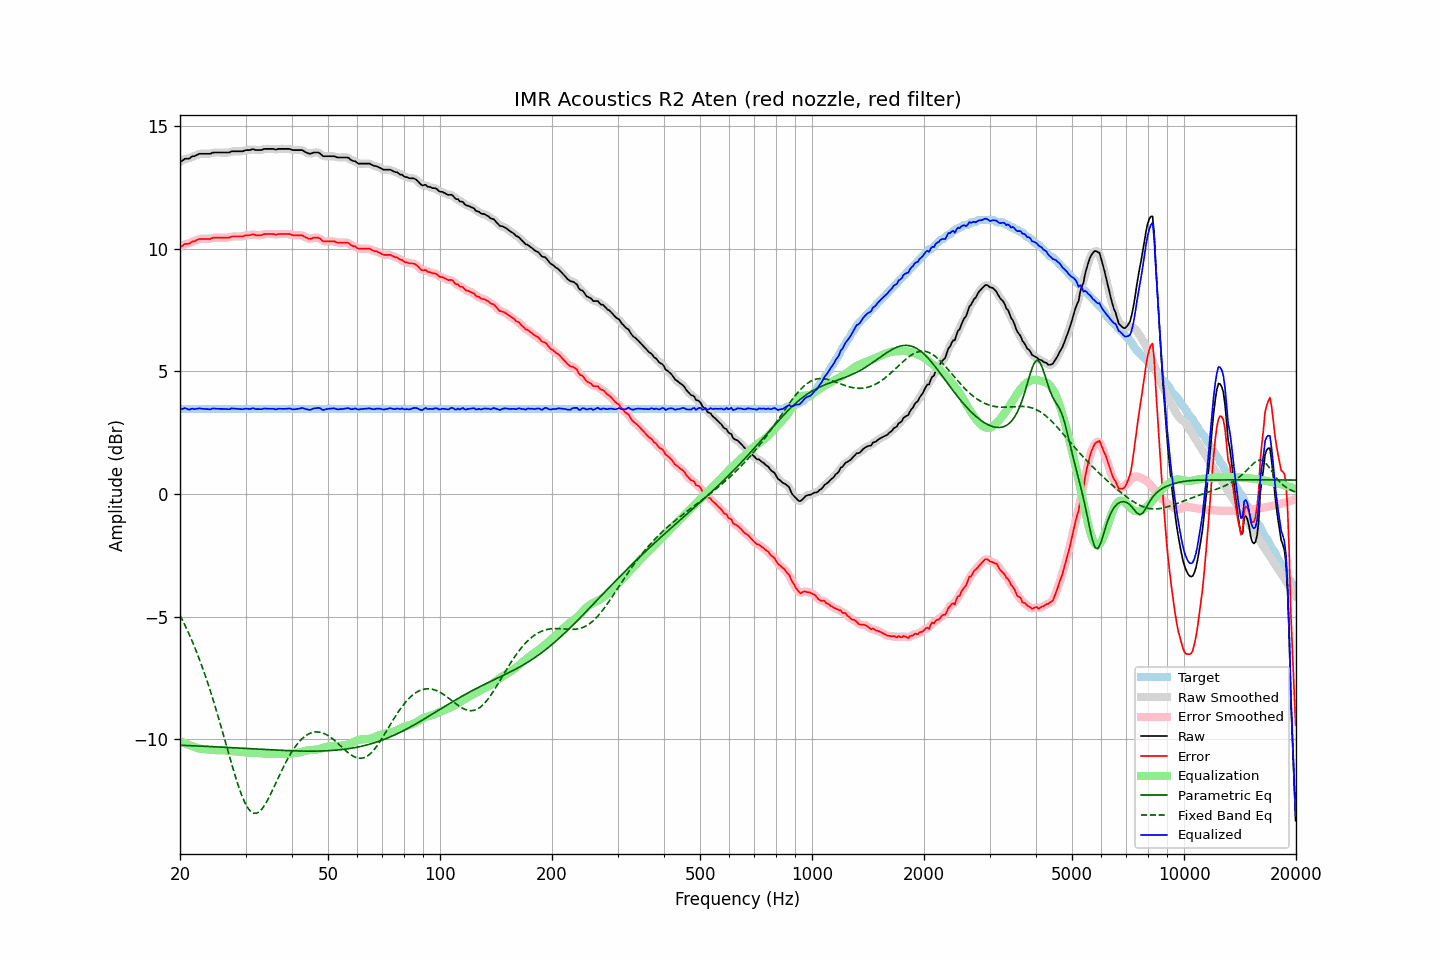 IMR Acoustics R2 Aten (red nozzle, red filter)
15
10
5
0
−5
−10
Amplitude (dBr)
20
50
100
200
500
1000
2000
5000
10000
20000
Frequency (Hz)
Target
Raw Smoothed
Error Smoothed
Raw
Error
Equalization
Parametric Eq
Fixed Band Eq
Equalized